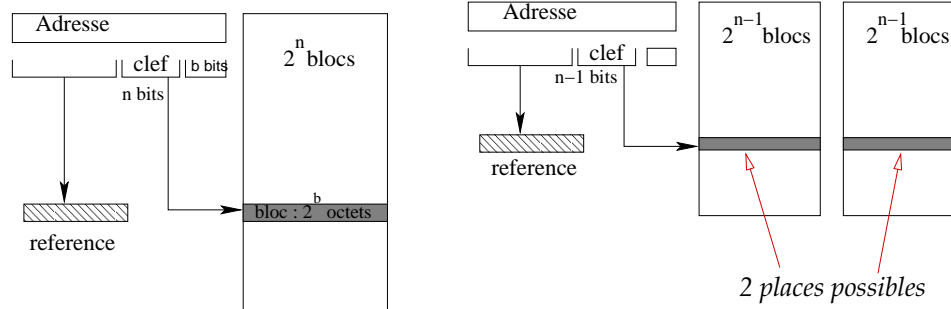 Adresse
clef
b bits
n bits
2^n blocs
bloc : 2^b octets
reference
Adresse
clef
n−1 bits
reference
2^n−1 blocs
2^n−1 blocs
2 places possibles